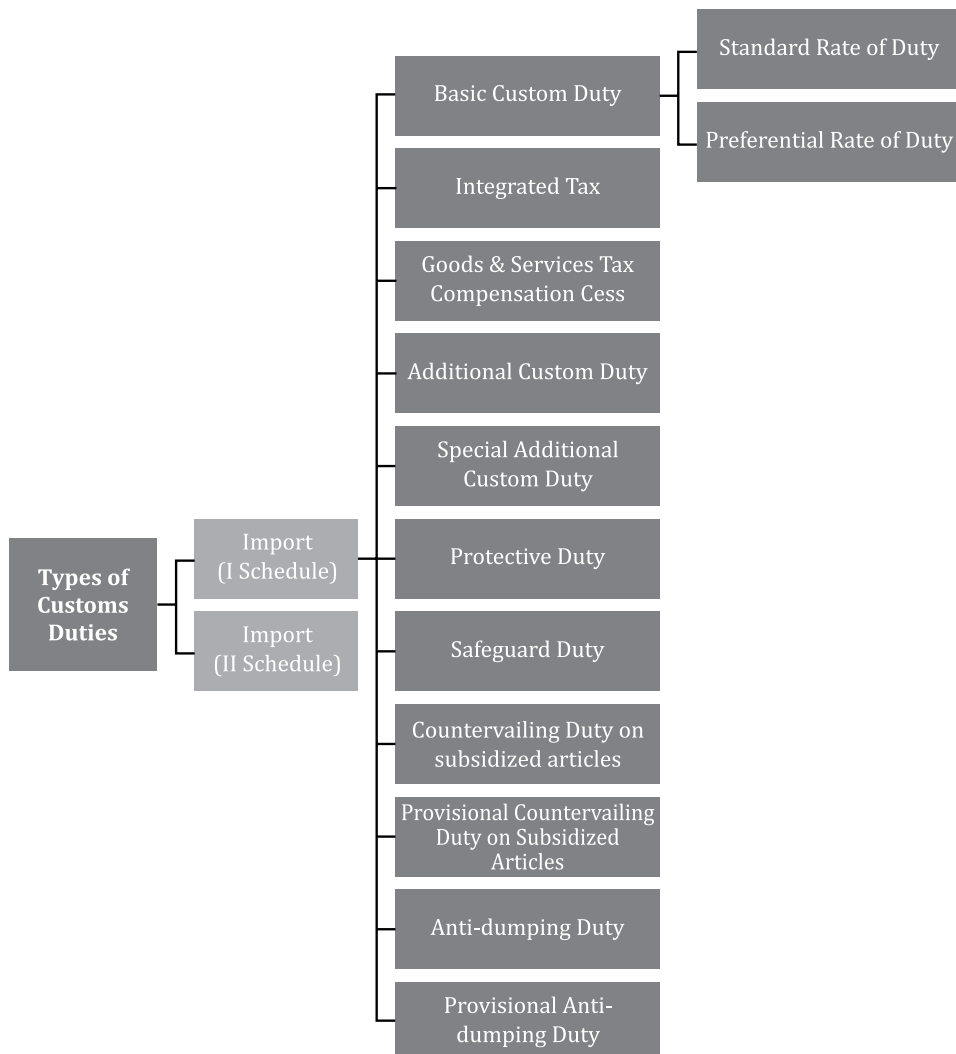 Types of
Customs
Duties
Import
(I Schedule)
Import
(II Schedule)
Basic Custom Duty
Standard Rate of Duty
Preferential Rate of Duty
Integrated Tax
Goods & Services Tax
Compensation Cess
Additional Custom Duty
Special Additional
Custom Duty
Protective Duty
Safeguard Duty
Countervailing Duty on
subsidized articles
Provisional Countervailing
Duty on Subsidized
Articles
Anti-dumping Duty
Provisional Anti-
dumping Duty